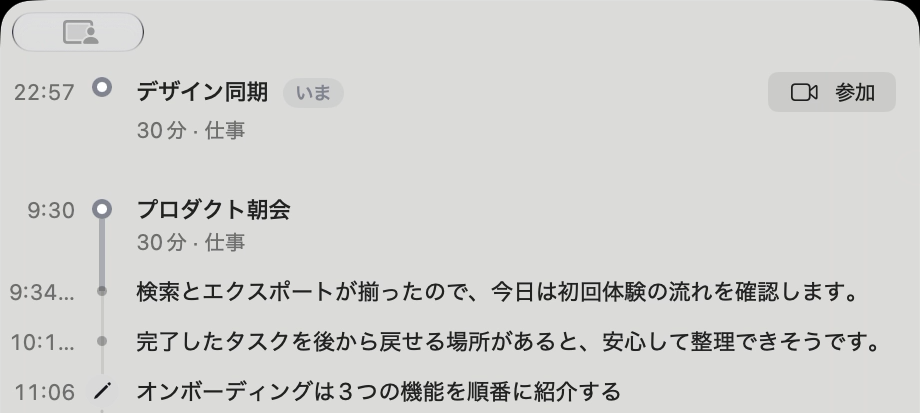 22:57 デザイン同期 いま 参加
30分 · 仕事
9:30 プロダクト朝会
30分 · 仕事
9:34... 検索とエクスポートが揃ったので、今日は初回体験の流れを確認します。
10:1... 完了したタスクを後から戻せる場所があると、安心して整理できそうです。
11:06 オンボーディングは3つの機能を順番に紹介する